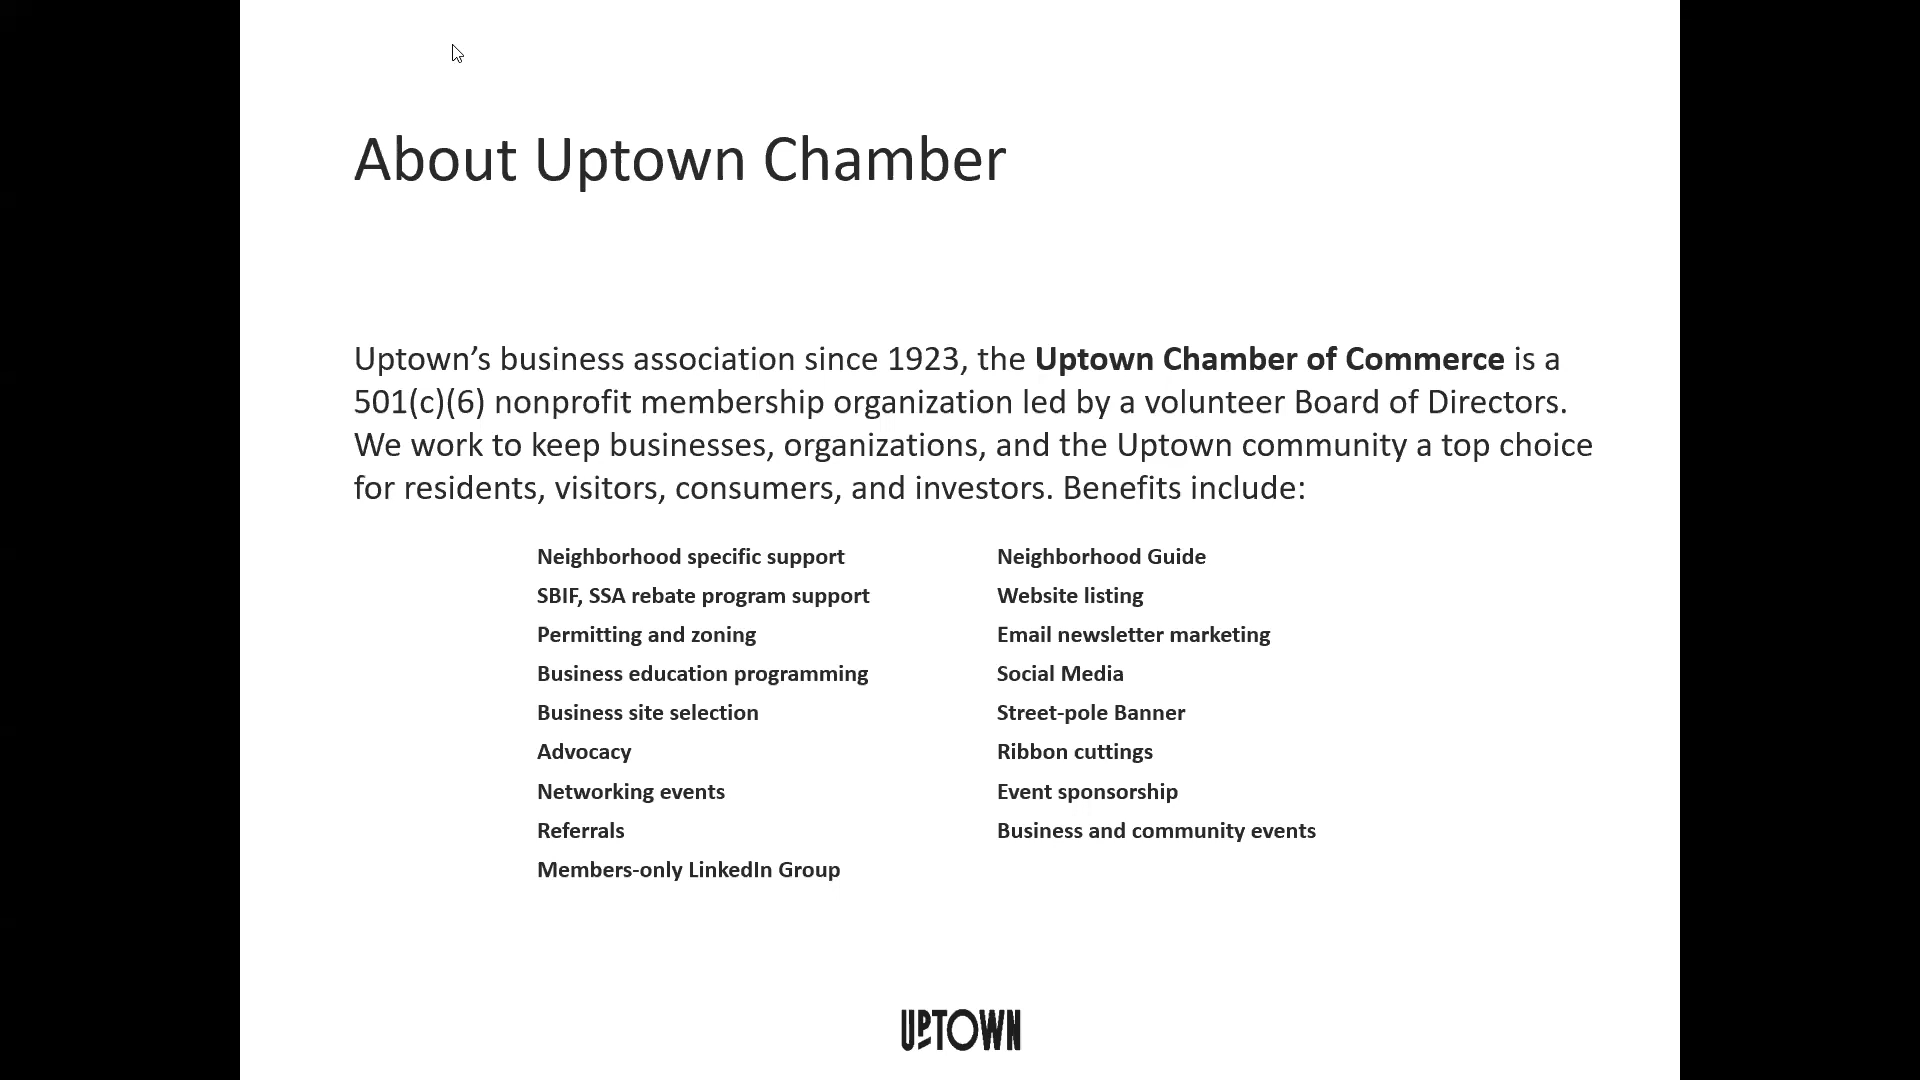 About Uptown Chamber
Uptown’s business association since 1923, the Uptown Chamber of Commerce is a
501(c)(6) nonprofit membership organization led by a volunteer Board of Directors.
We work to keep businesses, organizations, and the Uptown community a top choice
for residents, visitors, consumers, and investors. Benefits include:
Neighborhood specific support
SBIF, SSA rebate program support
Permitting and zoning
Business education programming
Business site selection
Advocacy
Networking events
Referrals
Members-only LinkedIn Group
Neighborhood Guide
Website listing
Email newsletter marketing
Social Media
Street-pole Banner
Ribbon cuttings
Event sponsorship
Business and community events
UPTOWN